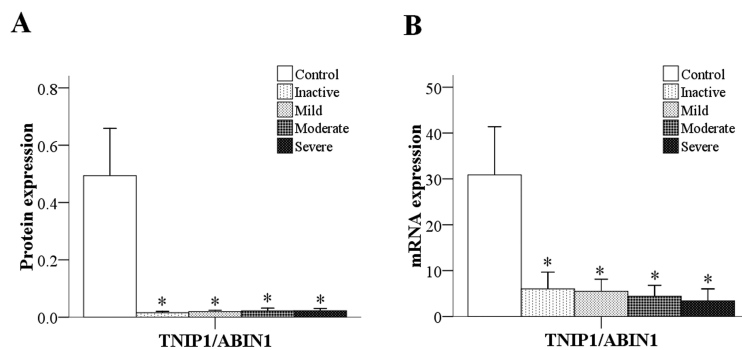 A
Protein expression
0.8
0.6
0.4
0.2
0.0
Control
Inactive
Mild
Moderate
Severe
*
*
*
*
TNIP1/ABIN1
B
mRNA expression
50
40
30
20
10
0
Control
Inactive
Mild
Moderate
Severe
*
*
*
*
TNIP1/ABIN1